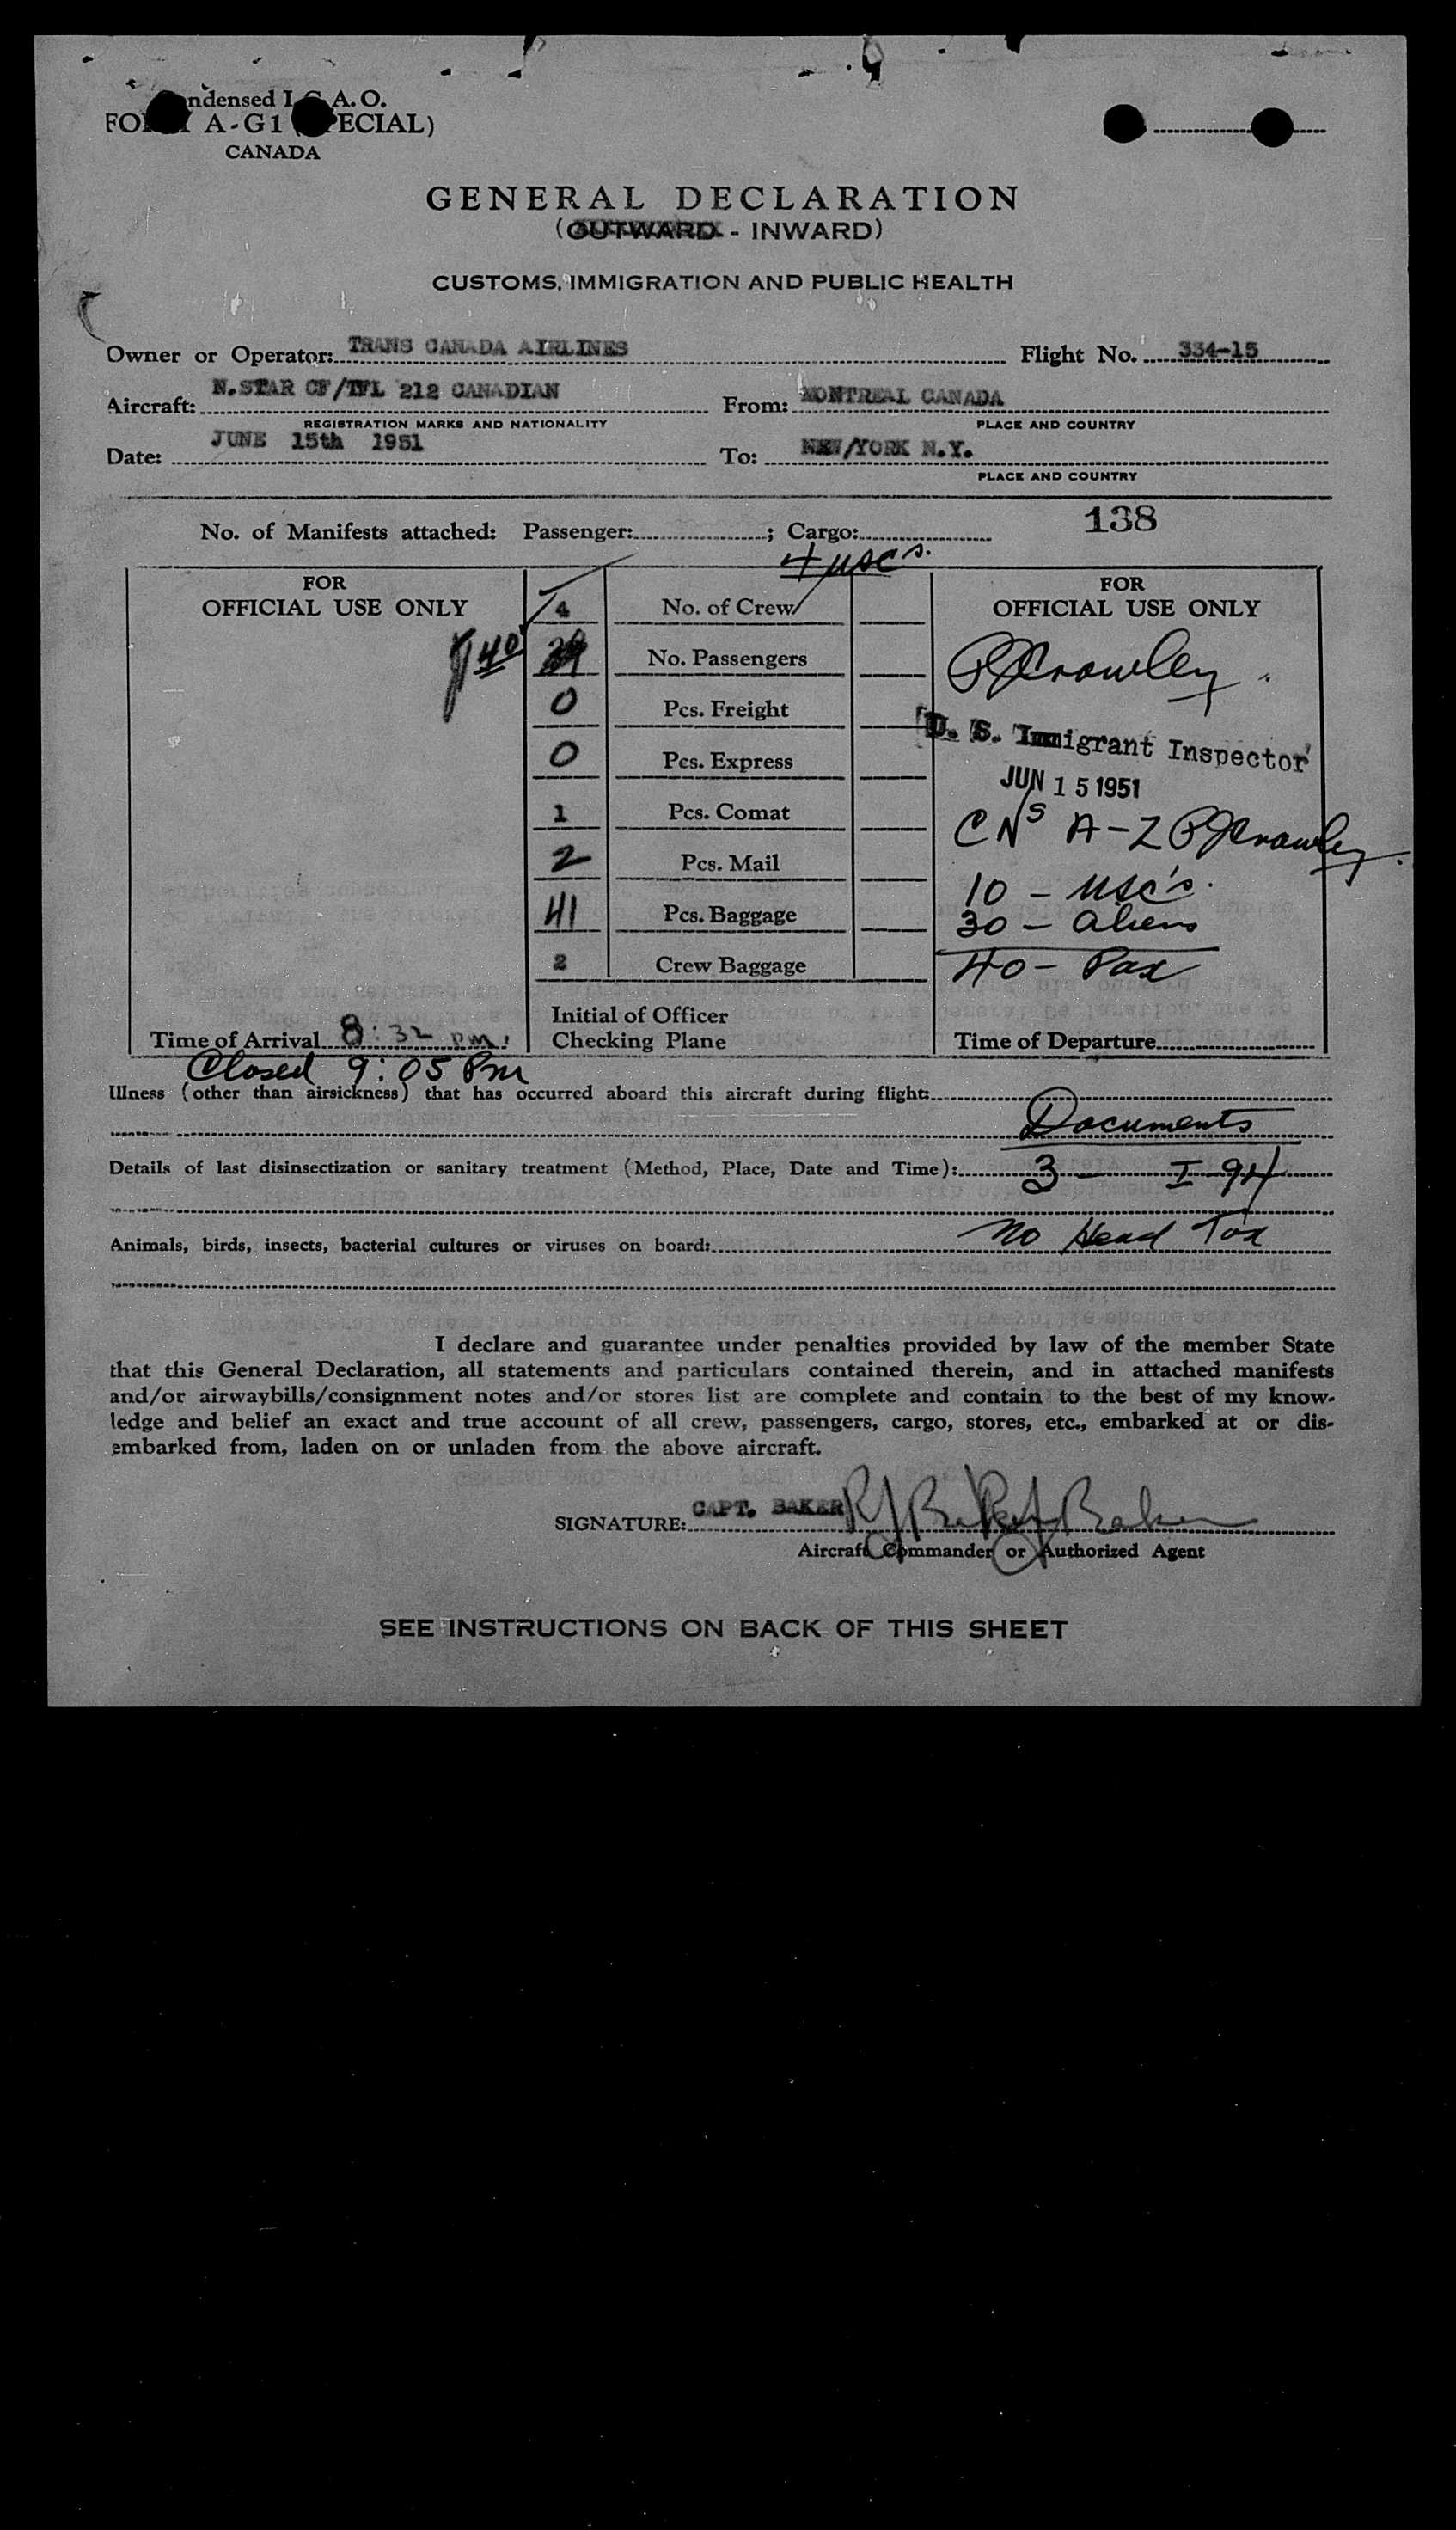 Condensed I.C.A.O.
FORM A-G1 (SPECIAL)
CANADA
GENERAL DECLARATION
(OUTWARD - INWARD)
CUSTOMS, IMMIGRATION AND PUBLIC HEALTH
Owner or Operator: TRANS CANADA AIRLINES Flight No. 334-15
Aircraft: N.STAR CF/TFL 212 CANADIAN From: MONTREAL CANADA
REGISTRATION MARKS AND NATIONALITY PLACE AND COUNTRY
Date: JUNE 15th 1951 To: NEW/YORK N.Y.
PLACE AND COUNTRY
138
No. of Manifests attached: Passenger: ; Cargo:
4 USC's.
FOR OFFICIAL USE ONLY
4 No. of Crew
40 No. Passengers
0 Pcs. Freight
0 Pcs. Express
1 Pcs. Comat
2 Pcs. Mail
41 Pcs. Baggage
2 Crew Baggage
Initial of Officer
Checking Plane
Time of Arrival 8:32 pm.
Closed 9:05 Pm
FOR OFFICIAL USE ONLY
PJCrowley.
U. S. Immigrant Inspector
JUN 15 1951
CNs A-Z PJCrowley.
10 - USC's.
30 - aliens
40 - Pax
Time of Departure
Illness (other than airsickness) that has occurred aboard this aircraft during flight:
Documents
Details of last disinsectization or sanitary treatment (Method, Place, Date and Time): 3 - I-94
Animals, birds, insects, bacterial cultures or viruses on board: No Head Tax
I declare and guarantee under penalties provided by law of the member State
that this General Declaration, all statements and particulars contained therein, and in attached manifests
and/or airwaybills/consignment notes and/or stores list are complete and contain to the best of my know-
ledge and belief an exact and true account of all crew, passengers, cargo, stores, etc., embarked at or dis-
embarked from, laden on or unladen from the above aircraft.
SIGNATURE: CAPT. BAKER RJ Baker
Aircraft Commander or Authorized Agent
SEE INSTRUCTIONS ON BACK OF THIS SHEET